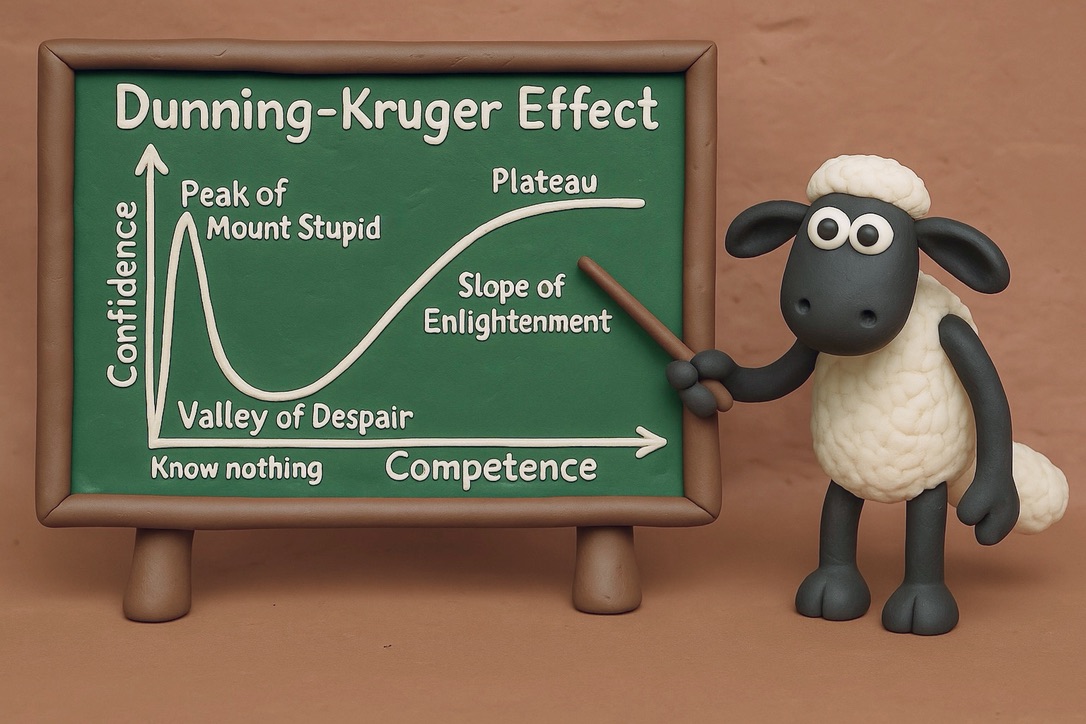 Dunning-Kruger Effect
Peak of
Mount Stupid
Plateau
Confidence
Slope of
Enlightenment
Valley of Despair
Know nothing
Competence